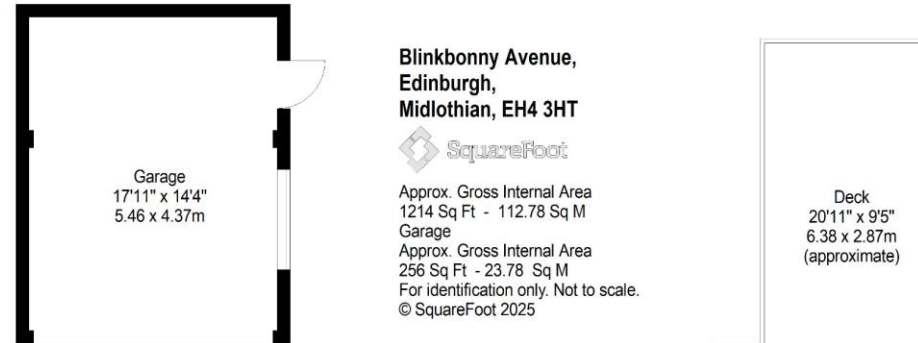 Garage
17'11" x 14'4"
5.46 x 4.37m
Blinkbonny Avenue,
Edinburgh,
Midlothian, EH4 3HT
SquareFoot
Approx. Gross Internal Area
1214 Sq Ft - 112.78 Sq M
Garage
Approx. Gross Internal Area
256 Sq Ft - 23.78 Sq M
For identification only. Not to scale.
© SquareFoot 2025
Deck
20'11" x 9'5"
6.38 x 2.87m
(approximate)